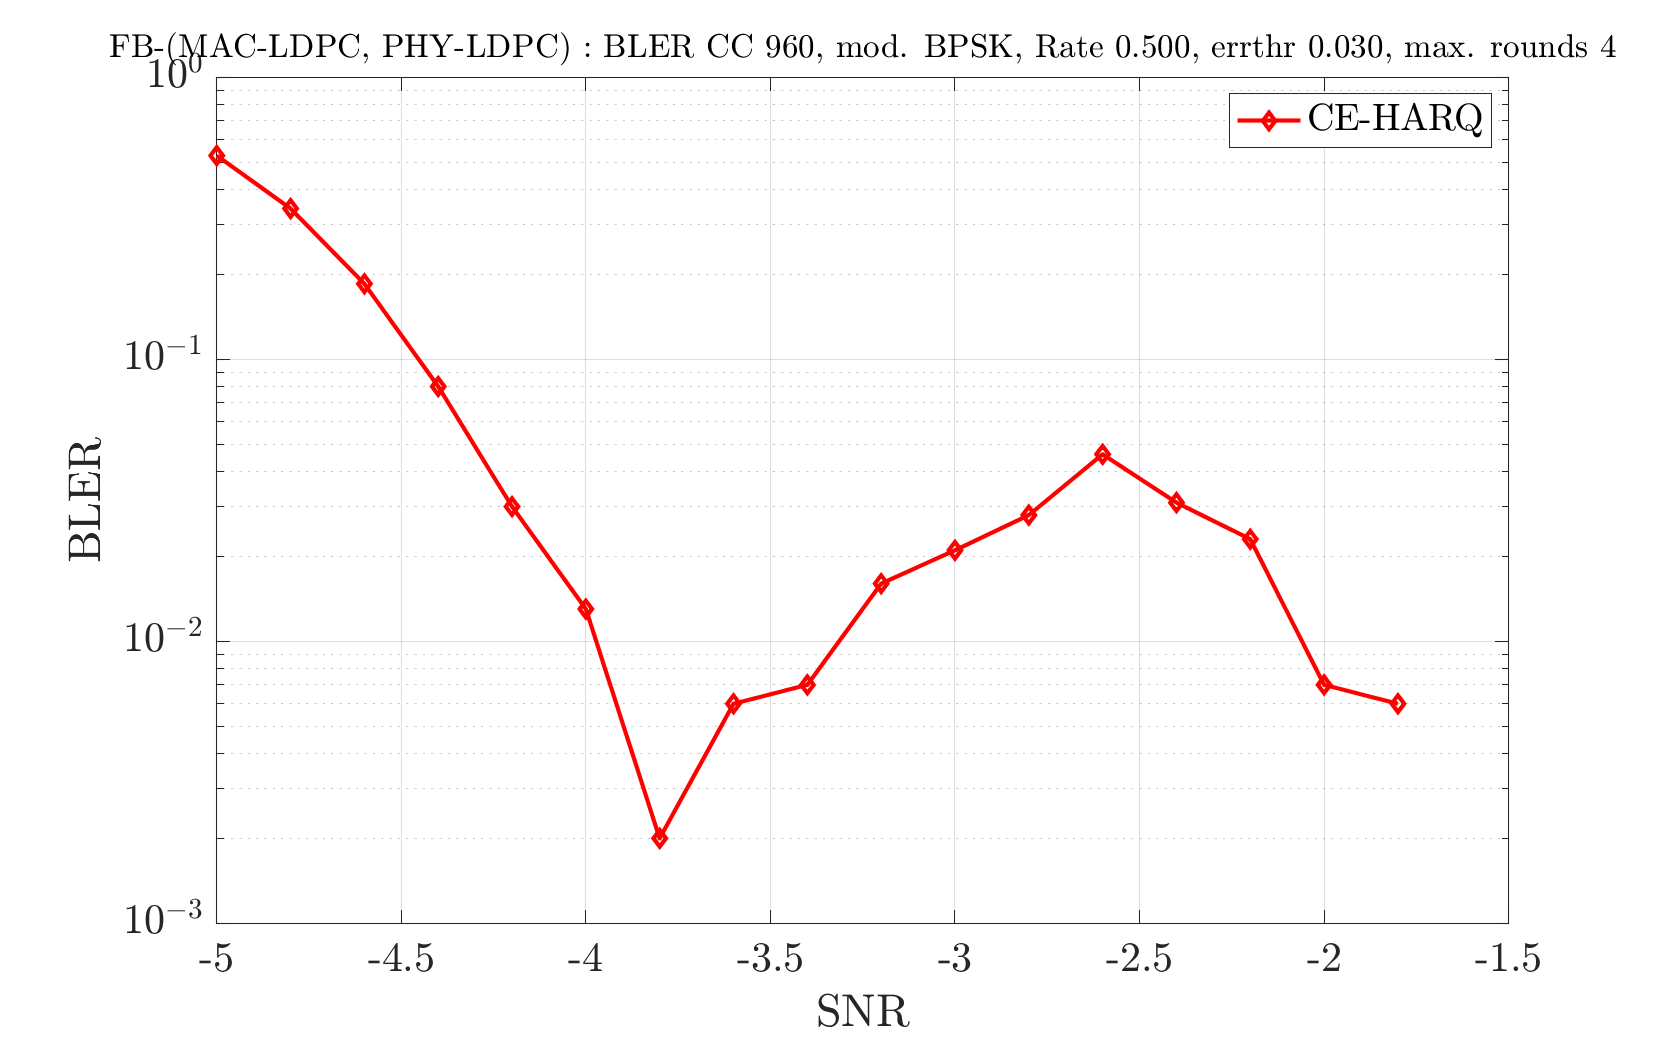 FB-(MAC-LDPC, PHY-LDPC) : BLER CC 960, mod. BPSK, Rate 0.500, errthr 0.030, max. rounds 4
10⁰
CE-HARQ
10⁻¹
BLER
10⁻²
10⁻³
-5 -4.5 -4 -3.5 -3 -2.5 -2 -1.5
SNR